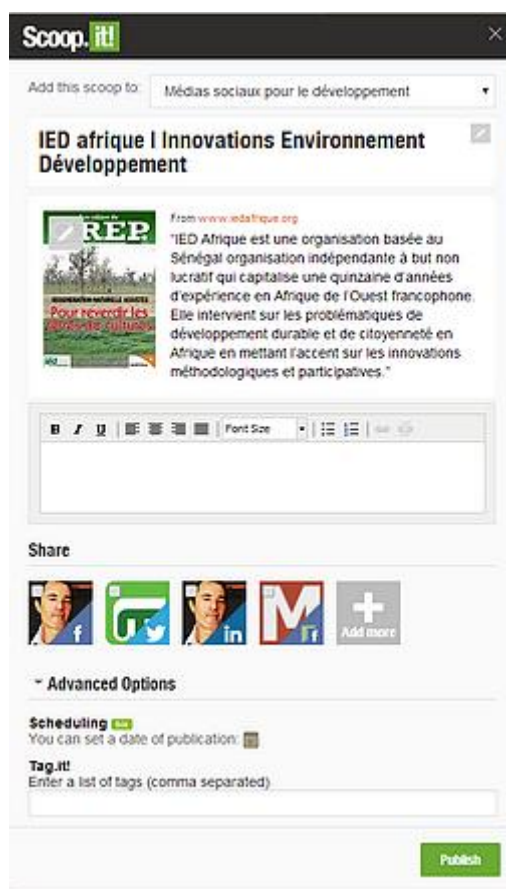 Scoop.it!
Add this scoop to: Médias sociaux pour le développement
IED afrique I Innovations Environnement
Développement
REP
Pour reverdir les
From www.iedafrique.org
"IED Afrique est une organisation basée au
Sénégal organisation indépendante à but non
lucratif qui capitalise une quinzaine d'années
d'expérience en Afrique de l'Ouest francophone.
Elle intervient sur les problématiques de
développement durable et de citoyenneté en
Afrique en mettant l'accent sur les innovations
méthodologiques et participatives."
B I U Font Size
Share
f in M f
Add more
Advanced Options
Scheduling
You can set a date of publication:
Tag.it!
Enter a list of tags (comma separated)
Publish